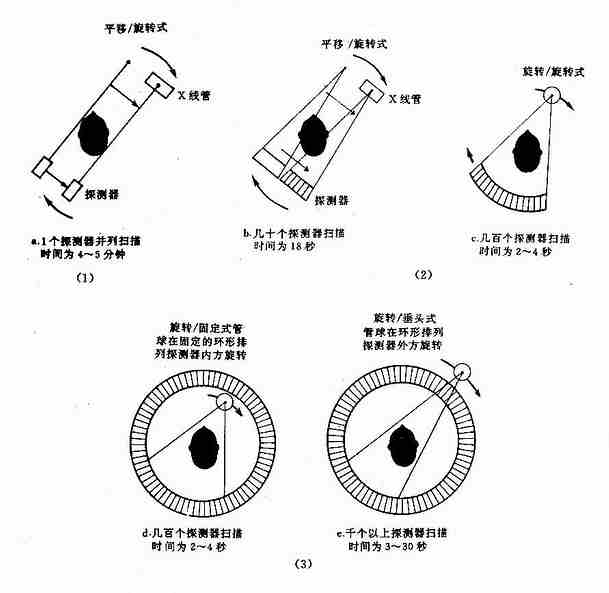 平移/旋转式
X线管
探测器
a.1个探测器并列扫描
时间为4～5分钟
(1)
平移/旋转式
X线管
探测器
b.几十个探测器扫描
时间为18秒
旋转/旋转式
c.几百个探测器扫描
时间为2～4秒
(2)
旋转/固定式管
球在固定的环形排
列探测器内方旋转
d.几百个探测器扫描
时间为2～4秒
旋转/垂头式
管球在环形排列
探测器外方旋转
e.千个以上探测器扫描
时间为3～30秒
(3)